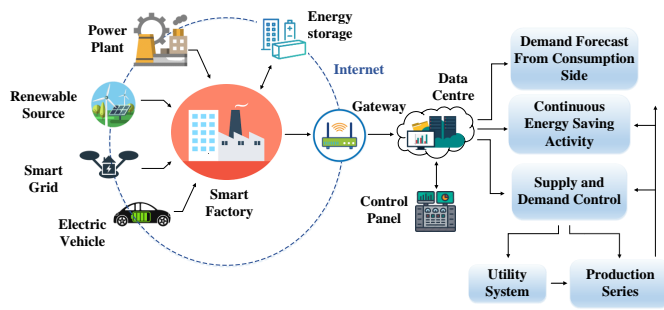 Power
Plant
Energy
storage
Internet
Renewable
Source
Smart
Grid
Electric
Vehicle
Smart
Factory
Gateway
Data
Centre
Control
Panel
Demand Forecast
From Consumption
Side
Continuous
Energy Saving
Activity
Supply and
Demand Control
Utility
System
Production
Series